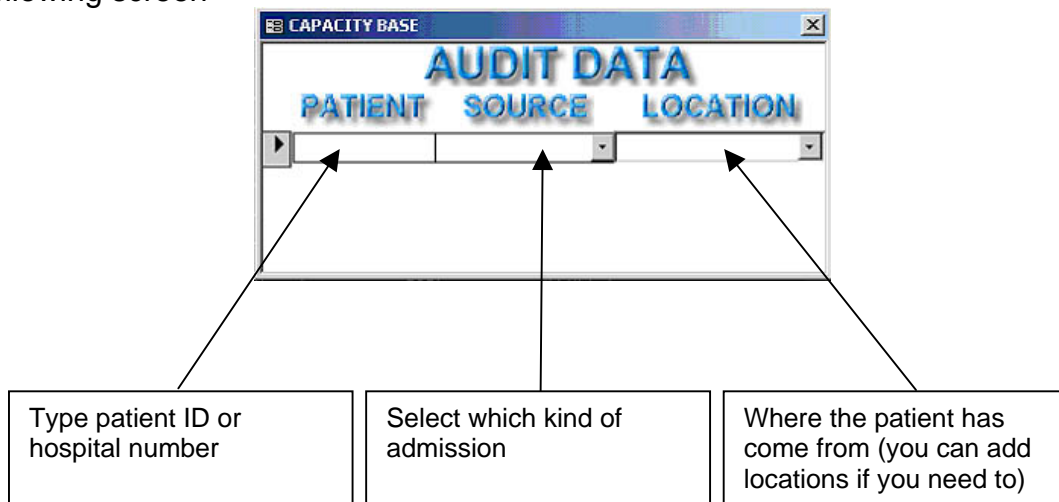 screen
CAPACITY BASE
AUDIT DATA
PATIENT SOURCE LOCATION
Type patient ID or
hospital number
Select which kind of
admission
Where the patient has
come from (you can add
locations if you need to)